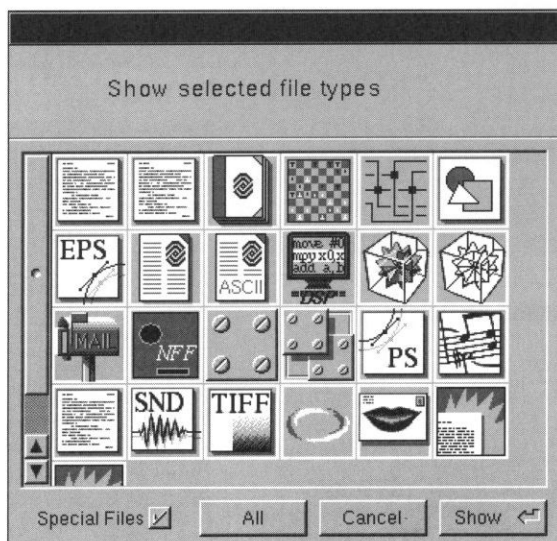 Show selected file types
EPS
ASCII
move #0
mpy x0,x
add a,b
DSP
MAIL
NFF
PS
SND
TIFF
Special Files
All
Cancel
Show